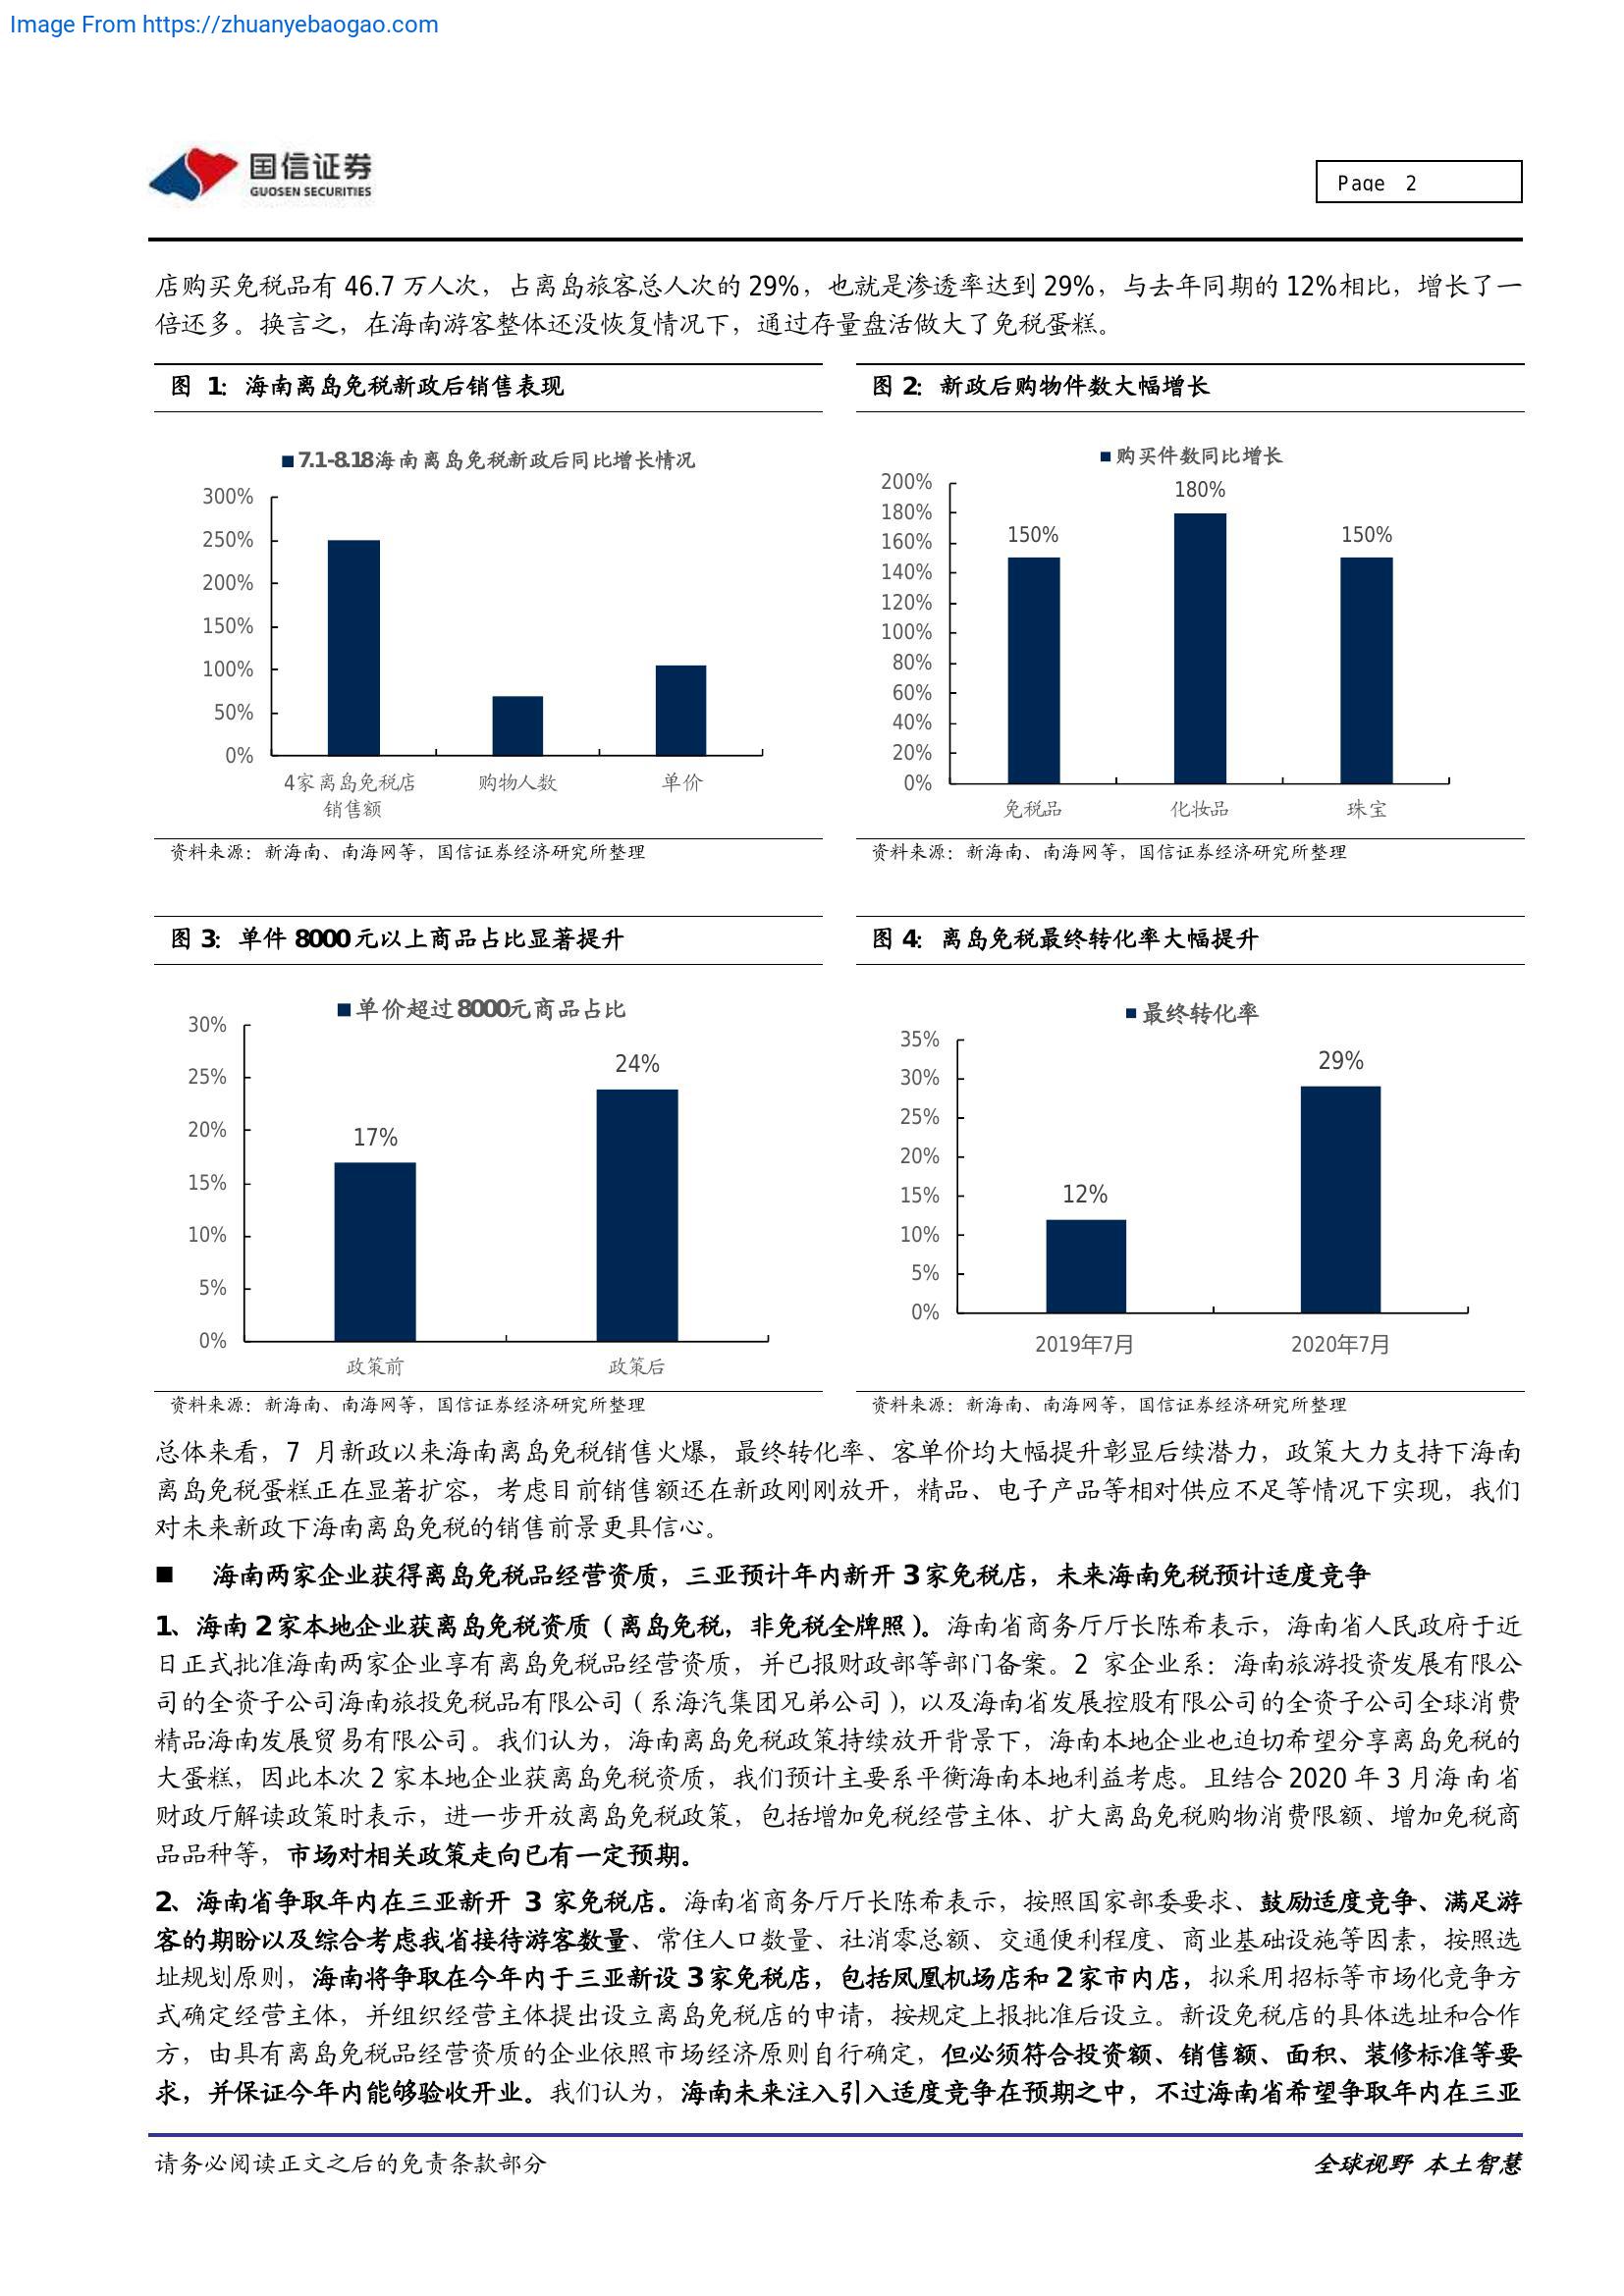 Image From https://zhuanyebaogao.com
国信证券
GUOSEN SECURITIES
Page 2
店购买免税品有 46.7 万人次，占离岛旅客总人次的 29%，也就是渗透率达到 29%，与去年同期的 12%相比，增长了一
倍还多。换言之，在海南游客整体还没恢复情况下，通过存量盘活做大了免税蛋糕。
图 1：海南离岛免税新政后销售表现
7.1-8.18海南离岛免税新政后同比增长情况
300%
250%
200%
150%
100%
50%
0%
4家离岛免税店
销售额
购物人数
单价
资料来源：新海南、南海网等，国信证券经济研究所整理
图 2：新政后购物件数大幅增长
购买件数同比增长
200%
180%
160%
140%
120%
100%
80%
60%
40%
20%
0%
150%
180%
150%
免税品
化妆品
珠宝
资料来源：新海南、南海网等，国信证券经济研究所整理
图 3：单件 8000 元以上商品占比显著提升
单价超过8000元商品占比
30%
25%
20%
15%
10%
5%
0%
17%
24%
政策前
政策后
资料来源：新海南、南海网等，国信证券经济研究所整理
图 4：离岛免税最终转化率大幅提升
最终转化率
35%
30%
25%
20%
15%
10%
5%
0%
12%
29%
2019年7月
2020年7月
资料来源：新海南、南海网等，国信证券经济研究所整理
总体来看，7 月新政以来海南离岛免税销售火爆，最终转化率、客单价均大幅提升彰显后续潜力，政策大力支持下海南
离岛免税蛋糕正在显著扩容，考虑目前销售额还在新政刚刚放开，精品、电子产品等相对供应不足等情况下实现，我们
对未来新政下海南离岛免税的销售前景更具信心。
■ 海南两家企业获得离岛免税品经营资质，三亚预计年内新开 3 家免税店，未来海南免税预计适度竞争
1、海南 2 家本地企业获离岛免税资质（离岛免税，非免税全牌照）。海南省商务厅厅长陈希表示，海南省人民政府于近
日正式批准海南两家企业享有离岛免税品经营资质，并已报财政部等部门备案。2 家企业系：海南旅游投资发展有限公
司的全资子公司海南旅投免税品有限公司（系海汽集团兄弟公司），以及海南省发展控股有限公司的全资子公司全球消费
精品海南发展贸易有限公司。我们认为，海南离岛免税政策持续放开背景下，海南本地企业也迫切希望分享离岛免税的
大蛋糕，因此本次 2 家本地企业获离岛免税资质，我们预计主要系平衡海南本地利益考虑。且结合 2020 年 3 月海南省
财政厅解读政策时表示，进一步开放离岛免税政策，包括增加免税经营主体、扩大离岛免税购物消费限额、增加免税商
品品种等，市场对相关政策走向已有一定预期。
2、海南省争取年内在三亚新开 3 家免税店。海南省商务厅厅长陈希表示，按照国家部委要求、鼓励适度竞争、满足游
客的期盼以及综合考虑我省接待游客数量、常住人口数量、社消零总额、交通便利程度、商业基础设施等因素，按照选
址规划原则，海南将争取在今年内于三亚新设 3 家免税店，包括凤凰机场店和 2 家市内店，拟采用招标等市场化竞争方
式确定经营主体，并组织经营主体提出设立离岛免税店的申请，按规定上报批准后设立。新设免税店的具体选址和合作
方，由具有离岛免税品经营资质的企业依照市场经济原则自行确定，但必须符合投资额、销售额、面积、装修标准等要
求，并保证今年内能够验收开业。我们认为，海南未来注入引入适度竞争在预期之中，不过海南省希望争取年内在三亚
请务必阅读正文之后的免责条款部分
全球视野 本土智慧